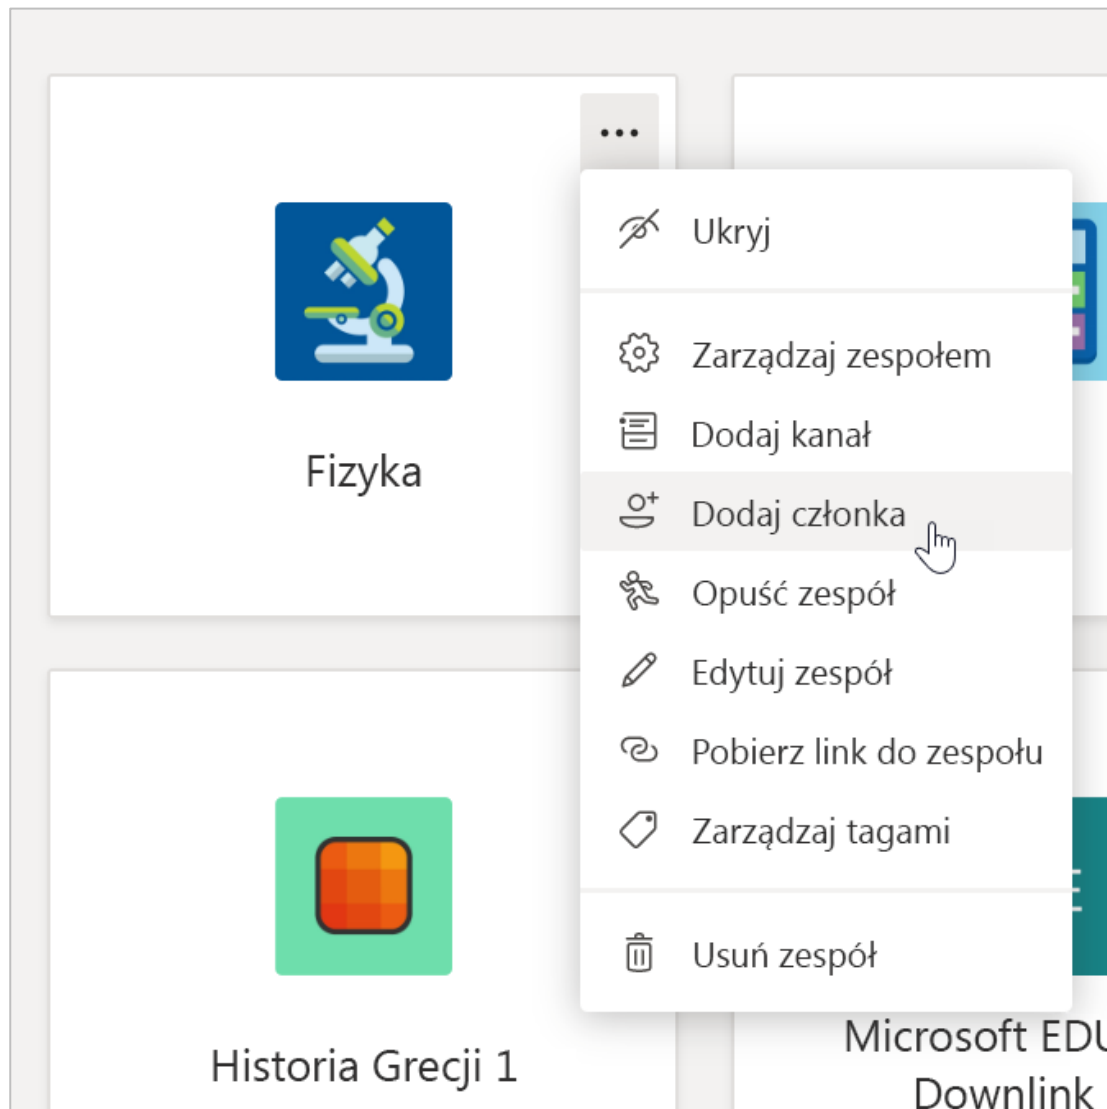 Ukryj
Zarządzaj zespołem
Dodaj kanał
Dodaj członka
Opuść zespół
Edytuj zespół
Pobierz link do zespołu
Zarządzaj tagami
Usuń zespół
Fizyka
Historia Grecji 1
Microsoft EDU
Downlink